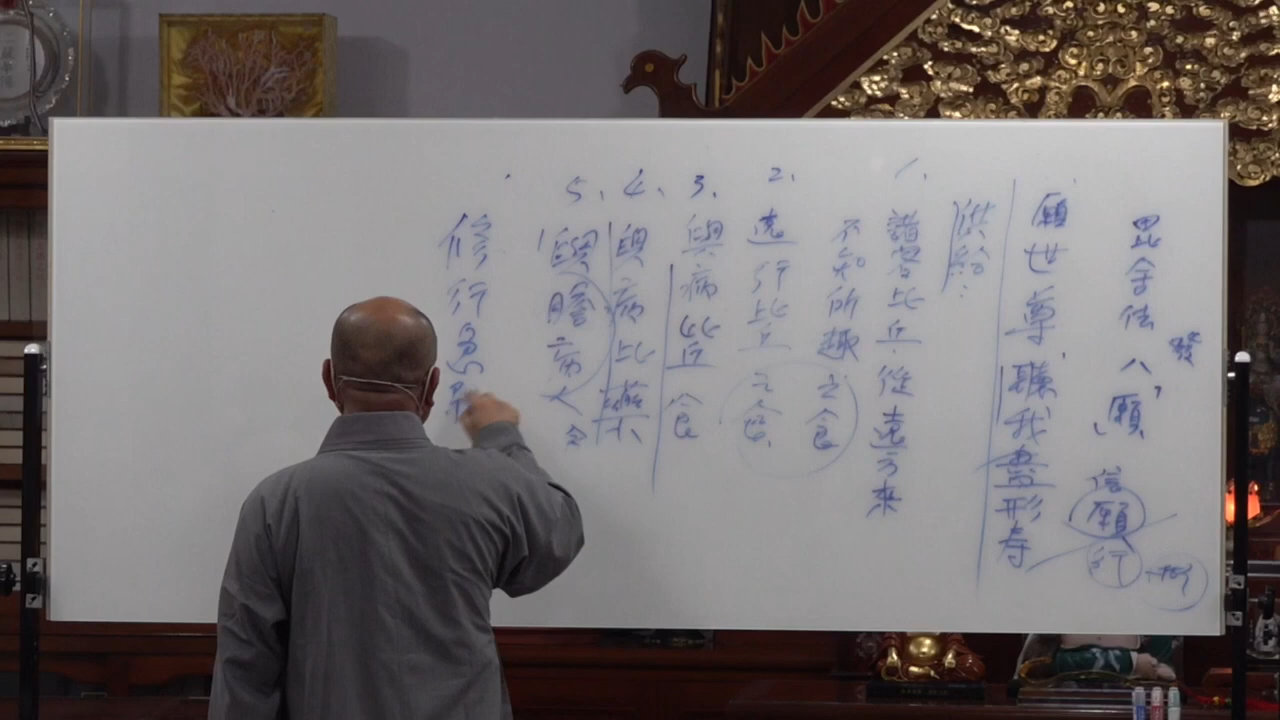 毘舍佉八願
發
信願行
願世尊聽我盡形壽
供給：
1、諸客比丘從遠方來
不知所趣之食
2、遠行比丘之食
3、與病比丘食
4、與病比丘藥
5、與瞻病人食
修行